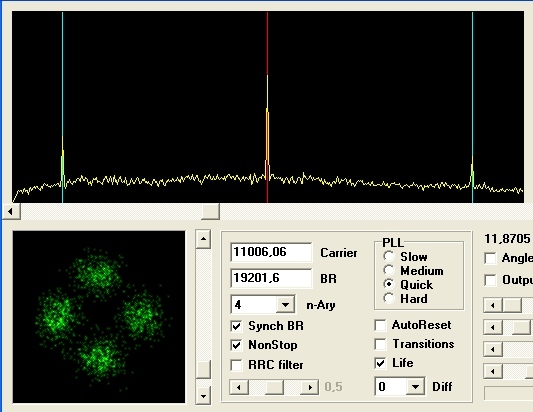 11006,06 Carrier
19201,6 BR
4 n-Ary
Synch BR
NonStop
RRC filter
0,5
PLL
Slow
Medium
Quick
Hard
AutoReset
Transitions
Life
0 Diff
11,8705
Angle
Outpu